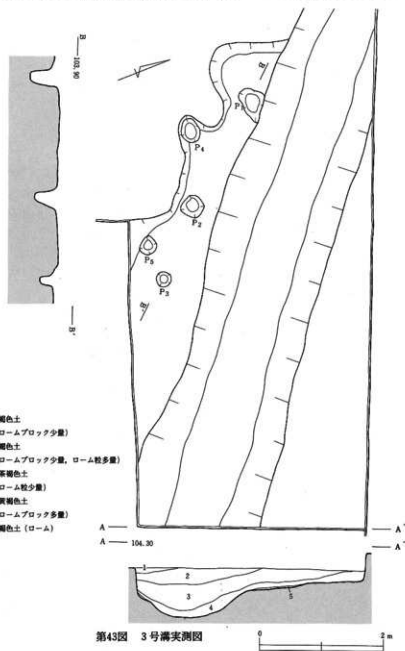 B
103.90
B
P₁
P₄
P₂
P₅
P₃
B'
B'
褐色土
ロームブロック少量)
褐色土
ロームブロック少量，ローム粒多量)
茶褐色土
ローム粒少量)
黄褐色土
ロームブロック多量)
褐色土 (ローム)
A A'
A 104.30 A'
1
2
3
4
5
第43図 3号溝実測図
0 2 m